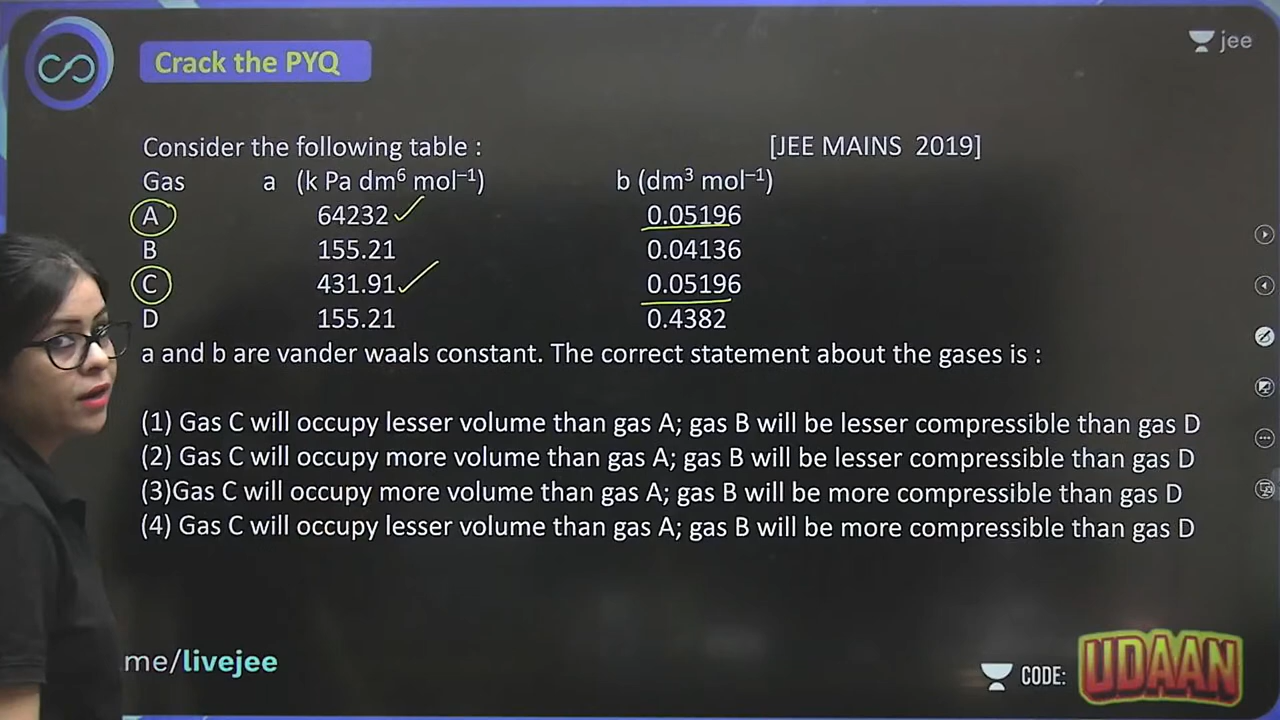 Crack the PYQ
jee
Consider the following table : [JEE MAINS 2019]
Gas a (k Pa dm⁶ mol⁻¹) b (dm³ mol⁻¹)
A 64232 0.05196
B 155.21 0.04136
C 431.91 0.05196
D 155.21 0.4382
a and b are vander waals constant. The correct statement about the gases is :
(1) Gas C will occupy lesser volume than gas A; gas B will be lesser compressible than gas D
(2) Gas C will occupy more volume than gas A; gas B will be lesser compressible than gas D
(3)Gas C will occupy more volume than gas A; gas B will be more compressible than gas D
(4) Gas C will occupy lesser volume than gas A; gas B will be more compressible than gas D
me/livejee
CODE: UDAAN